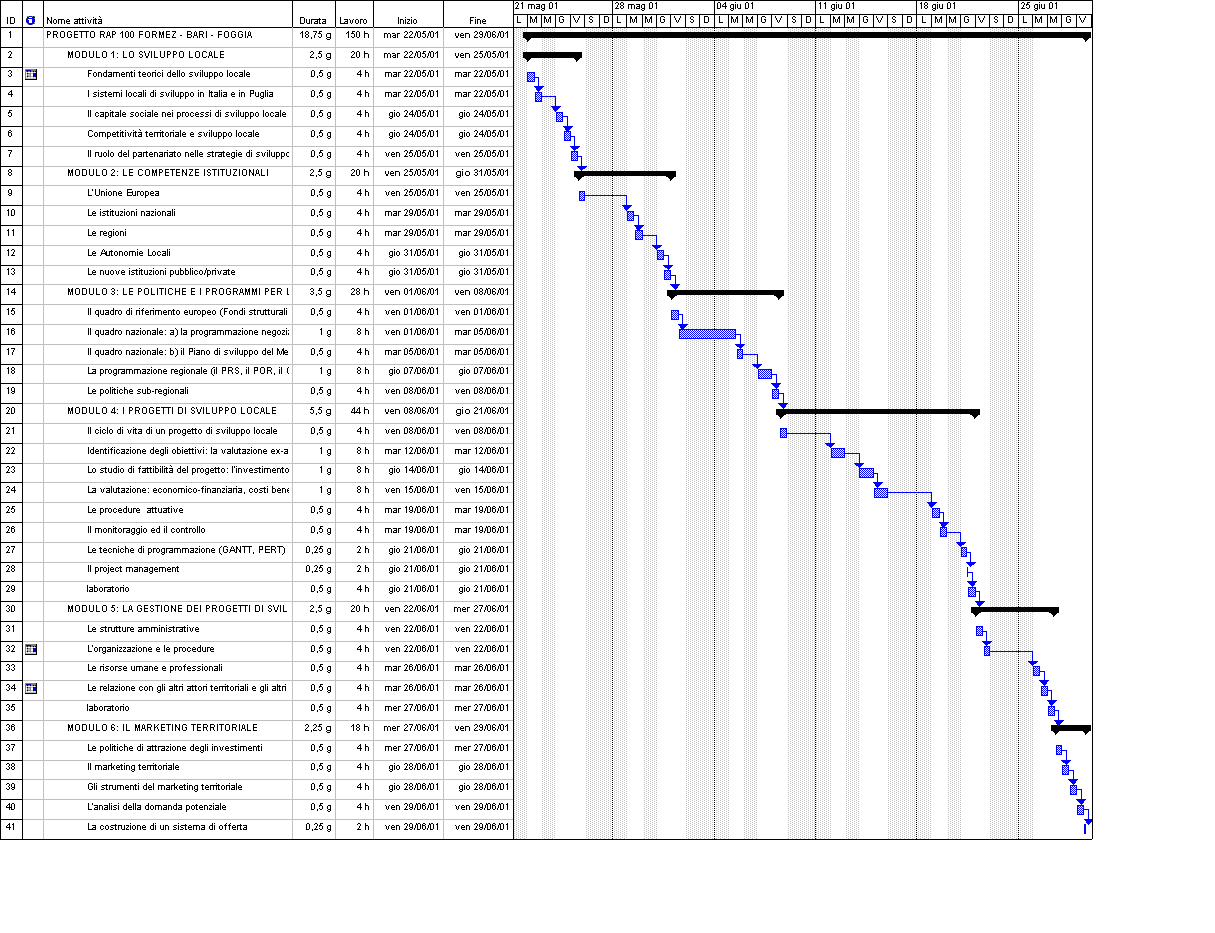 21 mag 01 28 mag 01 04 giu 01 11 giu 01 18 giu 01 25 giu 01
ID Nome attività Durata Lavoro Inizio Fine L M M G V S D L M M G V S D L M M G V S D L M M G V S D L M M G V S D L M M G V
1 PROGETTO RAP 100 FORMEZ - BARI - FOGGIA 18,75 g 150 h mar 22/05/01 ven 29/06/01
2 MODULO 1: LO SVILUPPO LOCALE 2,5 g 20 h mar 22/05/01 ven 25/05/01
3 Fondamenti teorici dello sviluppo locale 0,5 g 4 h mar 22/05/01 mar 22/05/01
4 I sistemi locali di sviluppo in Italia e in Puglia 0,5 g 4 h mar 22/05/01 mar 22/05/01
5 Il capitale sociale nei processi di sviluppo locale 0,5 g 4 h gio 24/05/01 gio 24/05/01
6 Competitività territoriale e sviluppo locale 0,5 g 4 h gio 24/05/01 gio 24/05/01
7 Il ruolo del partenariato nelle strategie di sviluppo 0,5 g 4 h ven 25/05/01 ven 25/05/01
8 MODULO 2: LE COMPETENZE ISTITUZIONALI 2,5 g 20 h ven 25/05/01 gio 31/05/01
9 L'Unione Europea 0,5 g 4 h ven 25/05/01 ven 25/05/01
10 Le istituzioni nazionali 0,5 g 4 h mar 29/05/01 mar 29/05/01
11 Le regioni 0,5 g 4 h mar 29/05/01 mar 29/05/01
12 Le Autonomie Locali 0,5 g 4 h gio 31/05/01 gio 31/05/01
13 Le nuove istituzioni pubblico/private 0,5 g 4 h gio 31/05/01 gio 31/05/01
14 MODULO 3: LE POLITICHE E I PROGRAMMI PER L 3,5 g 28 h ven 01/06/01 ven 08/06/01
15 Il quadro di riferimento europeo (Fondi strutturali 0,5 g 4 h ven 01/06/01 ven 01/06/01
16 Il quadro nazionale: a) la programmazione negozi 1 g 8 h ven 01/06/01 mar 05/06/01
17 Il quadro nazionale: b) il Piano di sviluppo del Me 0,5 g 4 h mar 05/06/01 mar 05/06/01
18 La programmazione regionale (il PRS, il POR, il 1 g 8 h gio 07/06/01 gio 07/06/01
19 Le politiche sub-regionali 0,5 g 4 h ven 08/06/01 ven 08/06/01
20 MODULO 4: I PROGETTI DI SVILUPPO LOCALE 5,5 g 44 h ven 08/06/01 gio 21/06/01
21 Il ciclo di vita di un progetto di sviluppo locale 0,5 g 4 h ven 08/06/01 ven 08/06/01
22 Identificazione degli obiettivi: la valutazione ex-a 1 g 8 h mar 12/06/01 mar 12/06/01
23 Lo studio di fattibilità del progetto: l'investimento 1 g 8 h gio 14/06/01 gio 14/06/01
24 La valutazione: economico-finanziaria, costi bene 1 g 8 h ven 15/06/01 ven 15/06/01
25 Le procedure attuative 0,5 g 4 h mar 19/06/01 mar 19/06/01
26 Il monitoraggio ed il controllo 0,5 g 4 h mar 19/06/01 mar 19/06/01
27 Le tecniche di programmazione (GANTT, PERT) 0,25 g 2 h gio 21/06/01 gio 21/06/01
28 Il project management 0,25 g 2 h gio 21/06/01 gio 21/06/01
29 laboratorio 0,5 g 4 h gio 21/06/01 gio 21/06/01
30 MODULO 5: LA GESTIONE DEI PROGETTI DI SVIL 2,5 g 20 h ven 22/06/01 mer 27/06/01
31 Le strutture amministrative 0,5 g 4 h ven 22/06/01 ven 22/06/01
32 L'organizzazione e le procedure 0,5 g 4 h ven 22/06/01 ven 22/06/01
33 Le risorse umane e professionali 0,5 g 4 h mar 26/06/01 mar 26/06/01
34 Le relazione con gli altri attori territoriali e gli altri 0,5 g 4 h mar 26/06/01 mar 26/06/01
35 laboratorio 0,5 g 4 h mer 27/06/01 mer 27/06/01
36 MODULO 6: IL MARKETING TERRITORIALE 2,25 g 18 h mer 27/06/01 ven 29/06/01
37 Le politiche di attrazione degli investimenti 0,5 g 4 h mer 27/06/01 mer 27/06/01
38 Il marketing territoriale 0,5 g 4 h gio 28/06/01 gio 28/06/01
39 Gli strumenti del marketing territoriale 0,5 g 4 h gio 28/06/01 gio 28/06/01
40 L'analisi della domanda potenziale 0,5 g 4 h ven 29/06/01 ven 29/06/01
41 La costruzione di un sistema di offerta 0,25 g 2 h ven 29/06/01 ven 29/06/01